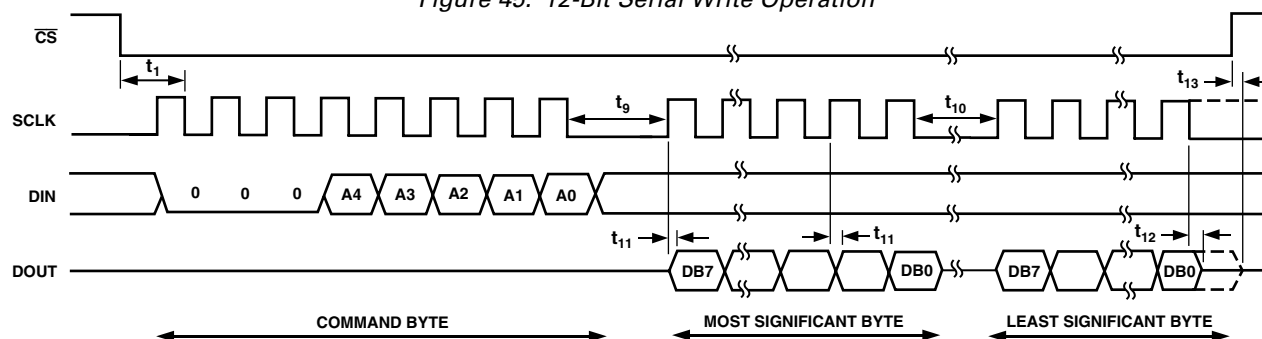 Figure 45. 12-Bit Serial Write Operation
CS
t1
t13
SCLK
t9
t10
DIN
0 0 0 A4 A3 A2 A1 A0
t11
t11
t12
DOUT
DB7 DB0 DB7 DB0
COMMAND BYTE MOST SIGNIFICANT BYTE LEAST SIGNIFICANT BYTE